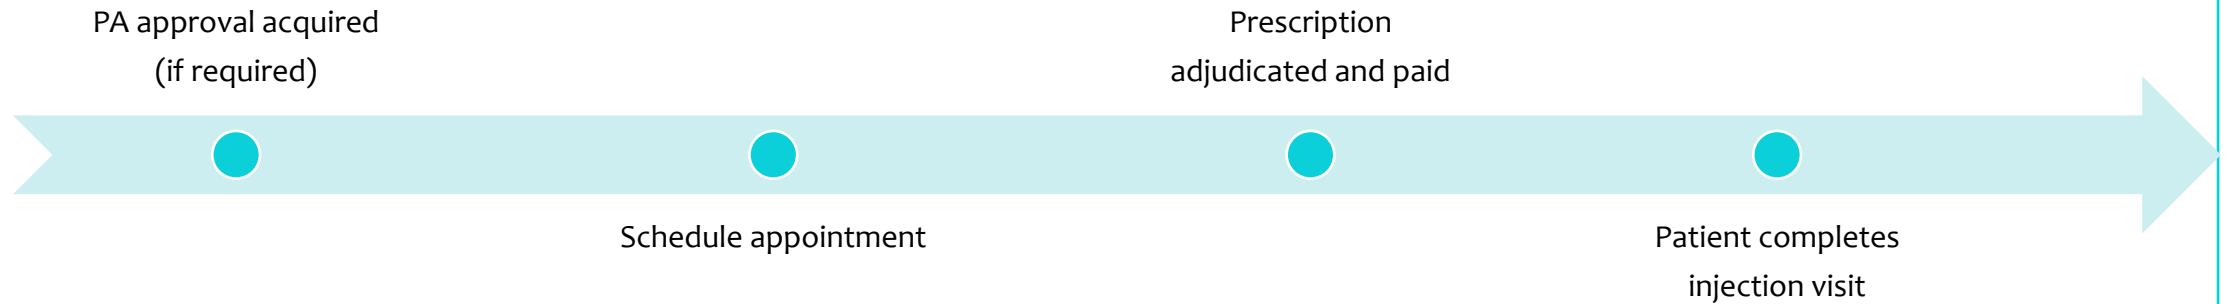 PA approval acquired
(if required)
Schedule appointment
Prescription
adjudicated and paid
Patient completes
injection visit